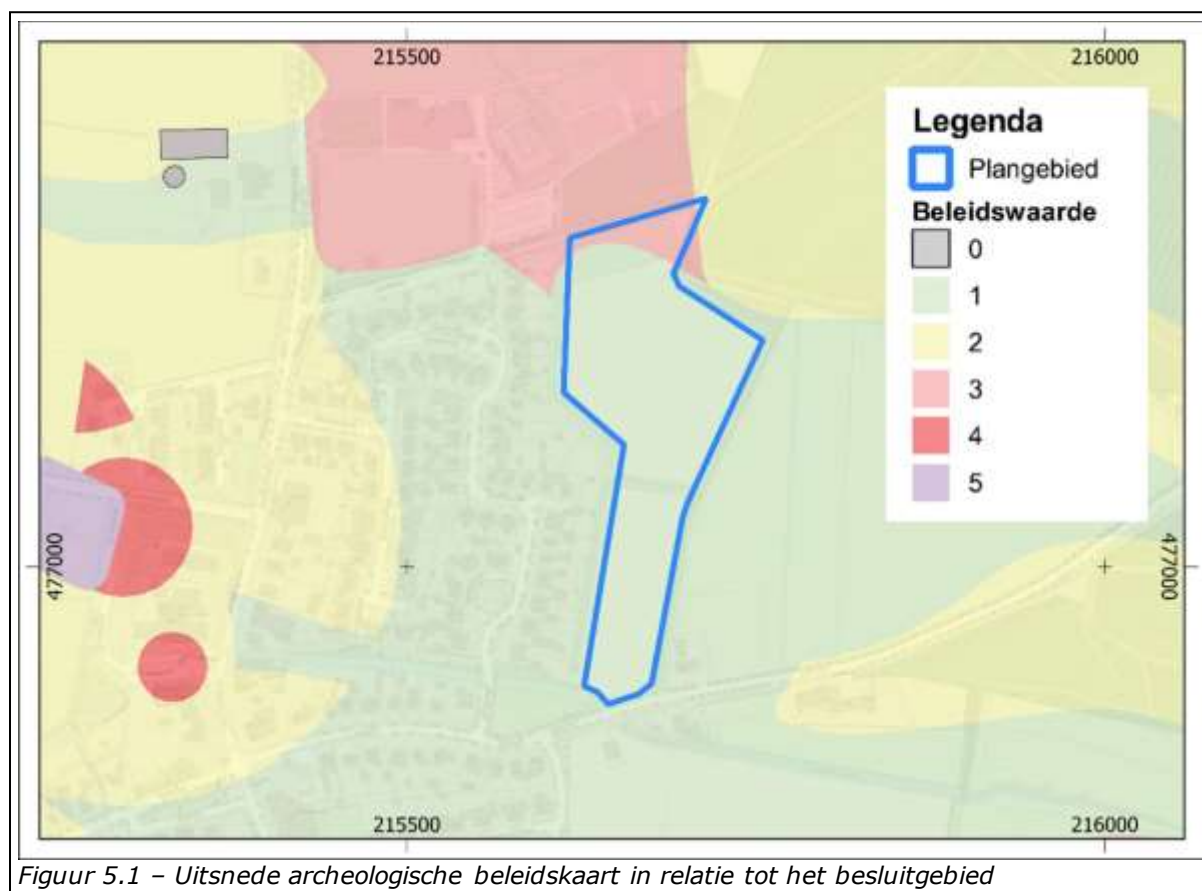 215500 216000
Legenda
Plangebied
Beleidswaarde
0
1
2
3
4
5
477000 477000
215500 216000
Figuur 5.1 – Uitsnede archeologische beleidskaart in relatie tot het besluitgebied